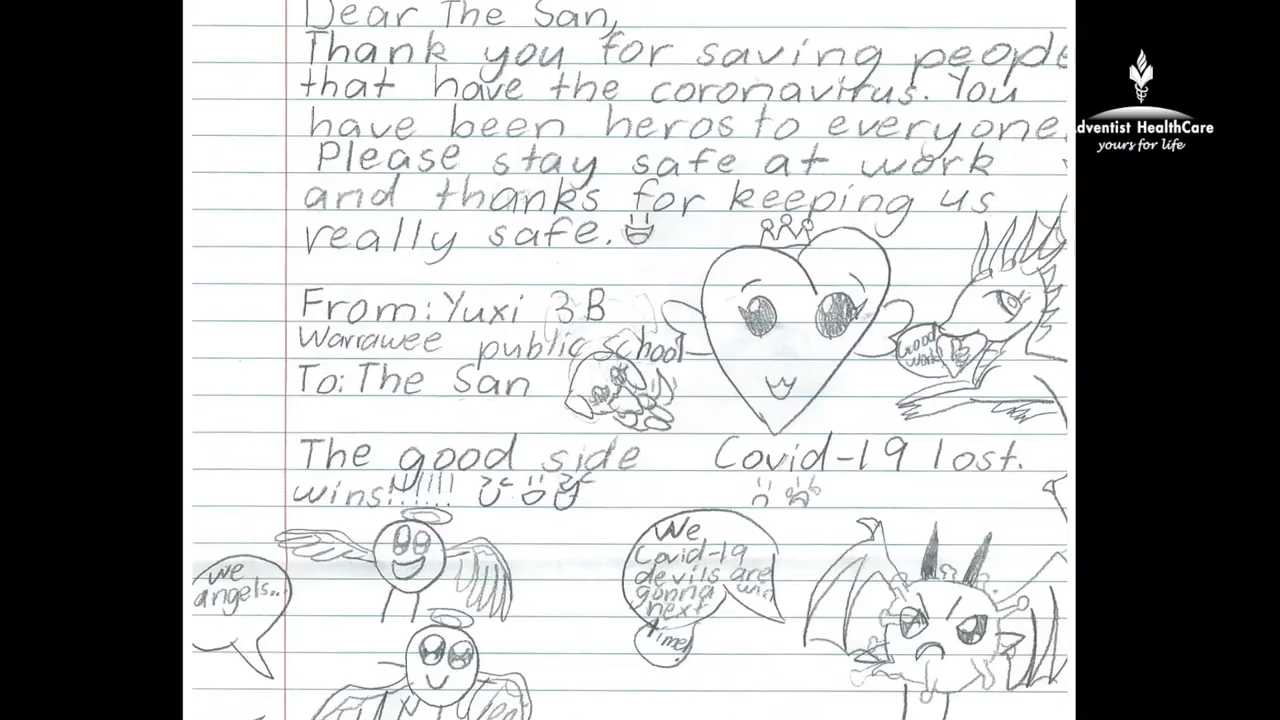 Dear The San,
Thank you for saving people
that have the coronavirus. You
have been heros to everyone.
Please stay safe at work
and thanks for keeping us
really safe.
From: Yuxi 3B
Warrawee public school
To: The San
Good
work!
The good side
wins!!!!!!!
Covid-19 lost.
We
angels..
We
Covid-19
devils are
gonna win
next
time!
dventist HealthCare
yours for life